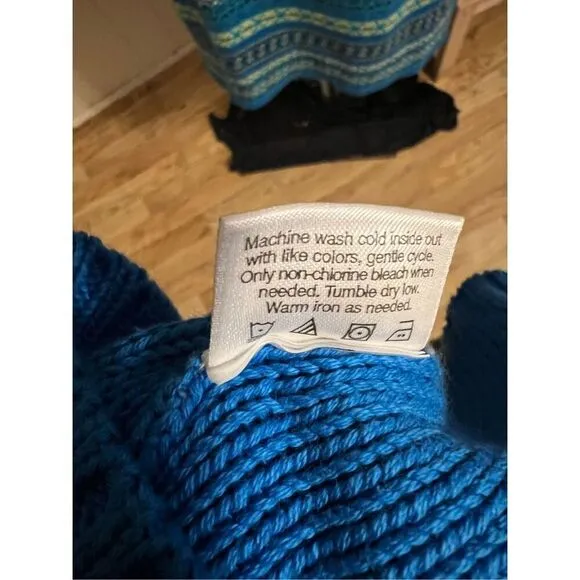 Machine wash cold inside out
with like colors, gentle cycle.
Only non-chlorine bleach when
needed. Tumble dry low.
Warm iron as needed.